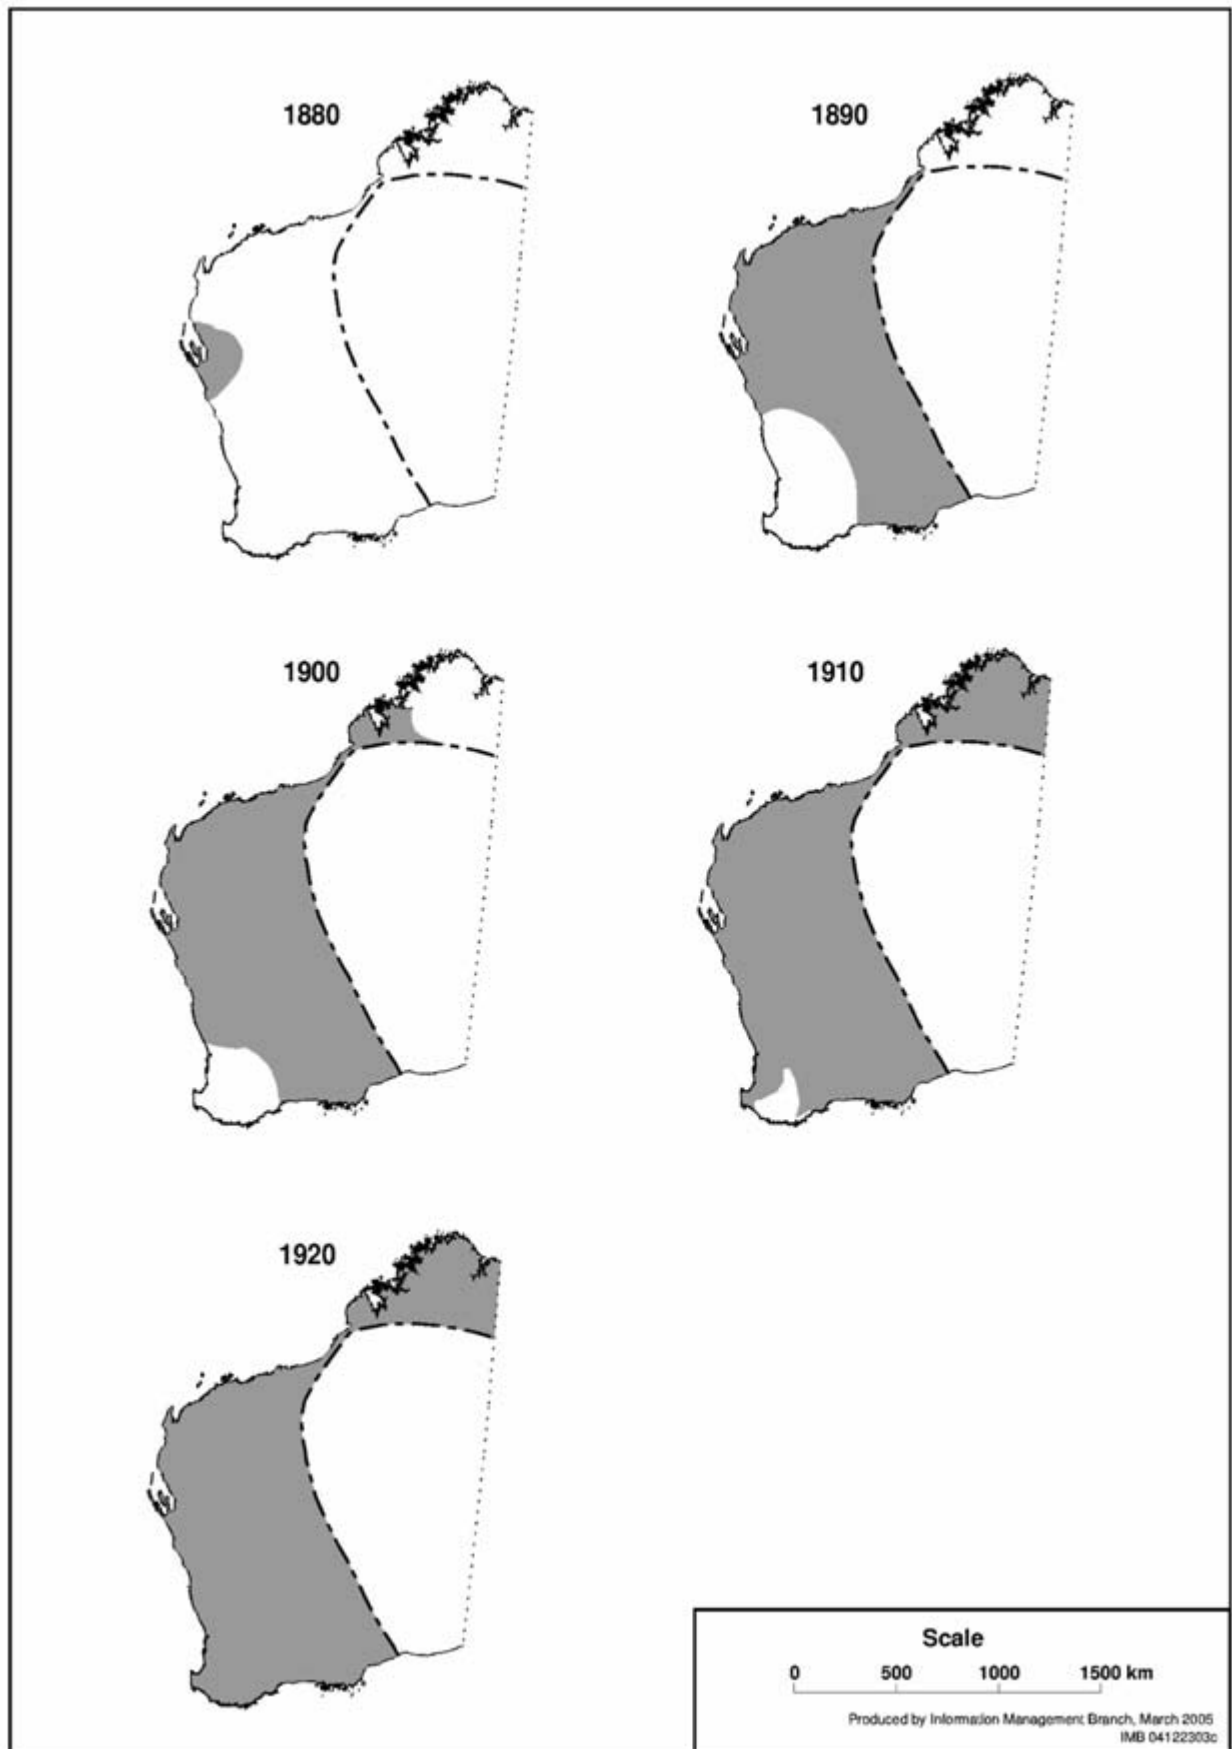 1880
1890
1900
1910
1920
Scale
0 500 1000 1500 km
Produced by Information Management Branch, March 2005
IMB 04122303c